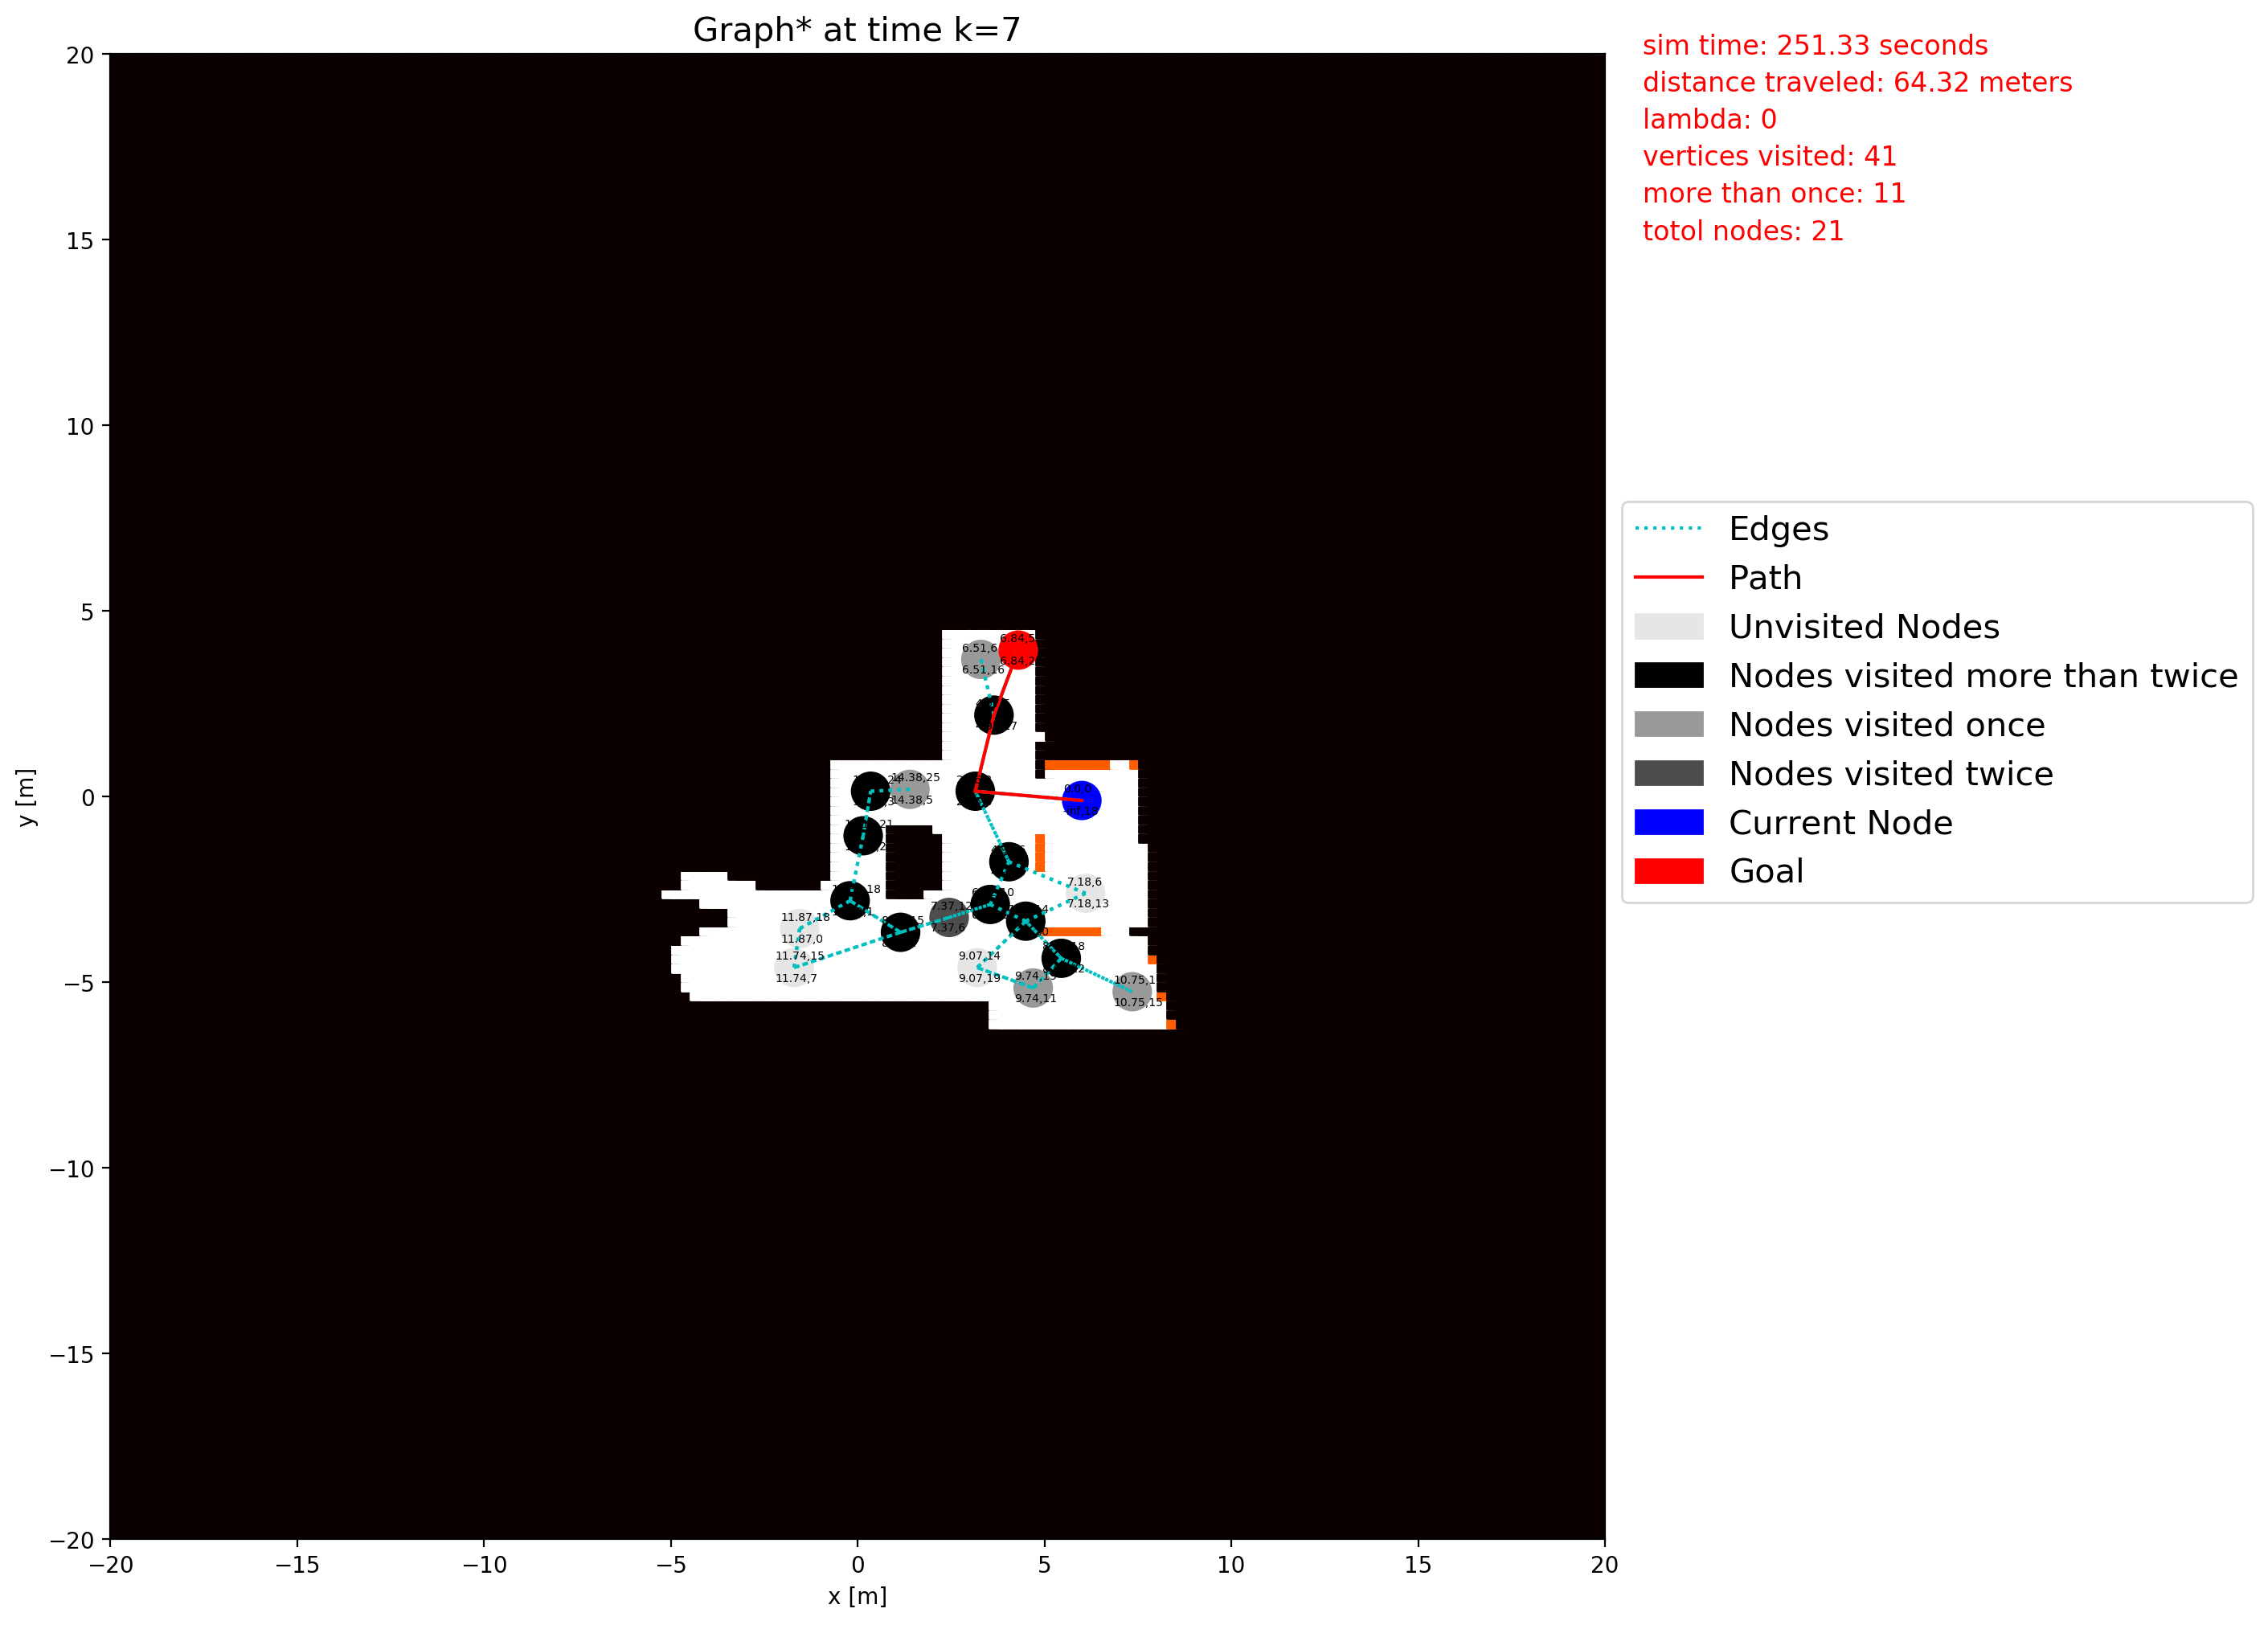 Graph* at time k=7
sim time: 251.33 seconds
distance traveled: 64.32 meters
lambda: 0
vertices visited: 41
more than once: 11
totol nodes: 21
20
15
10
5
0
−5
−10
−15
−20
y [m]
−20
−15
−10
−5
0
5
10
15
20
x [m]
Edges
Path
Unvisited Nodes
Nodes visited more than twice
Nodes visited once
Nodes visited twice
Current Node
Goal
6.51,6
6.51,16
14.38,25
14.38,5
7.18,6
7.18,13
7.37,12
7.37,6
11.87,18
11.87,0
11.74,15
11.74,7
9.07,14
9.07,19
9.74,11
10.75,15